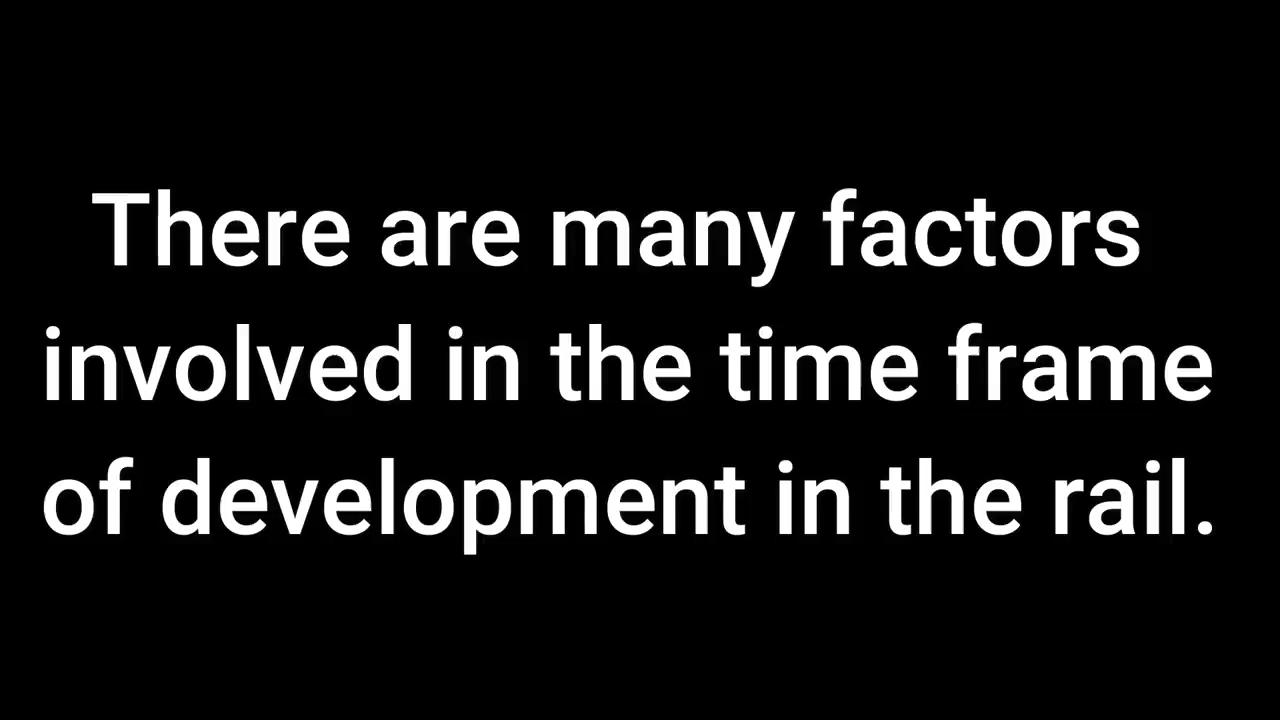 There are many factors
involved in the time frame
of development in the rail.